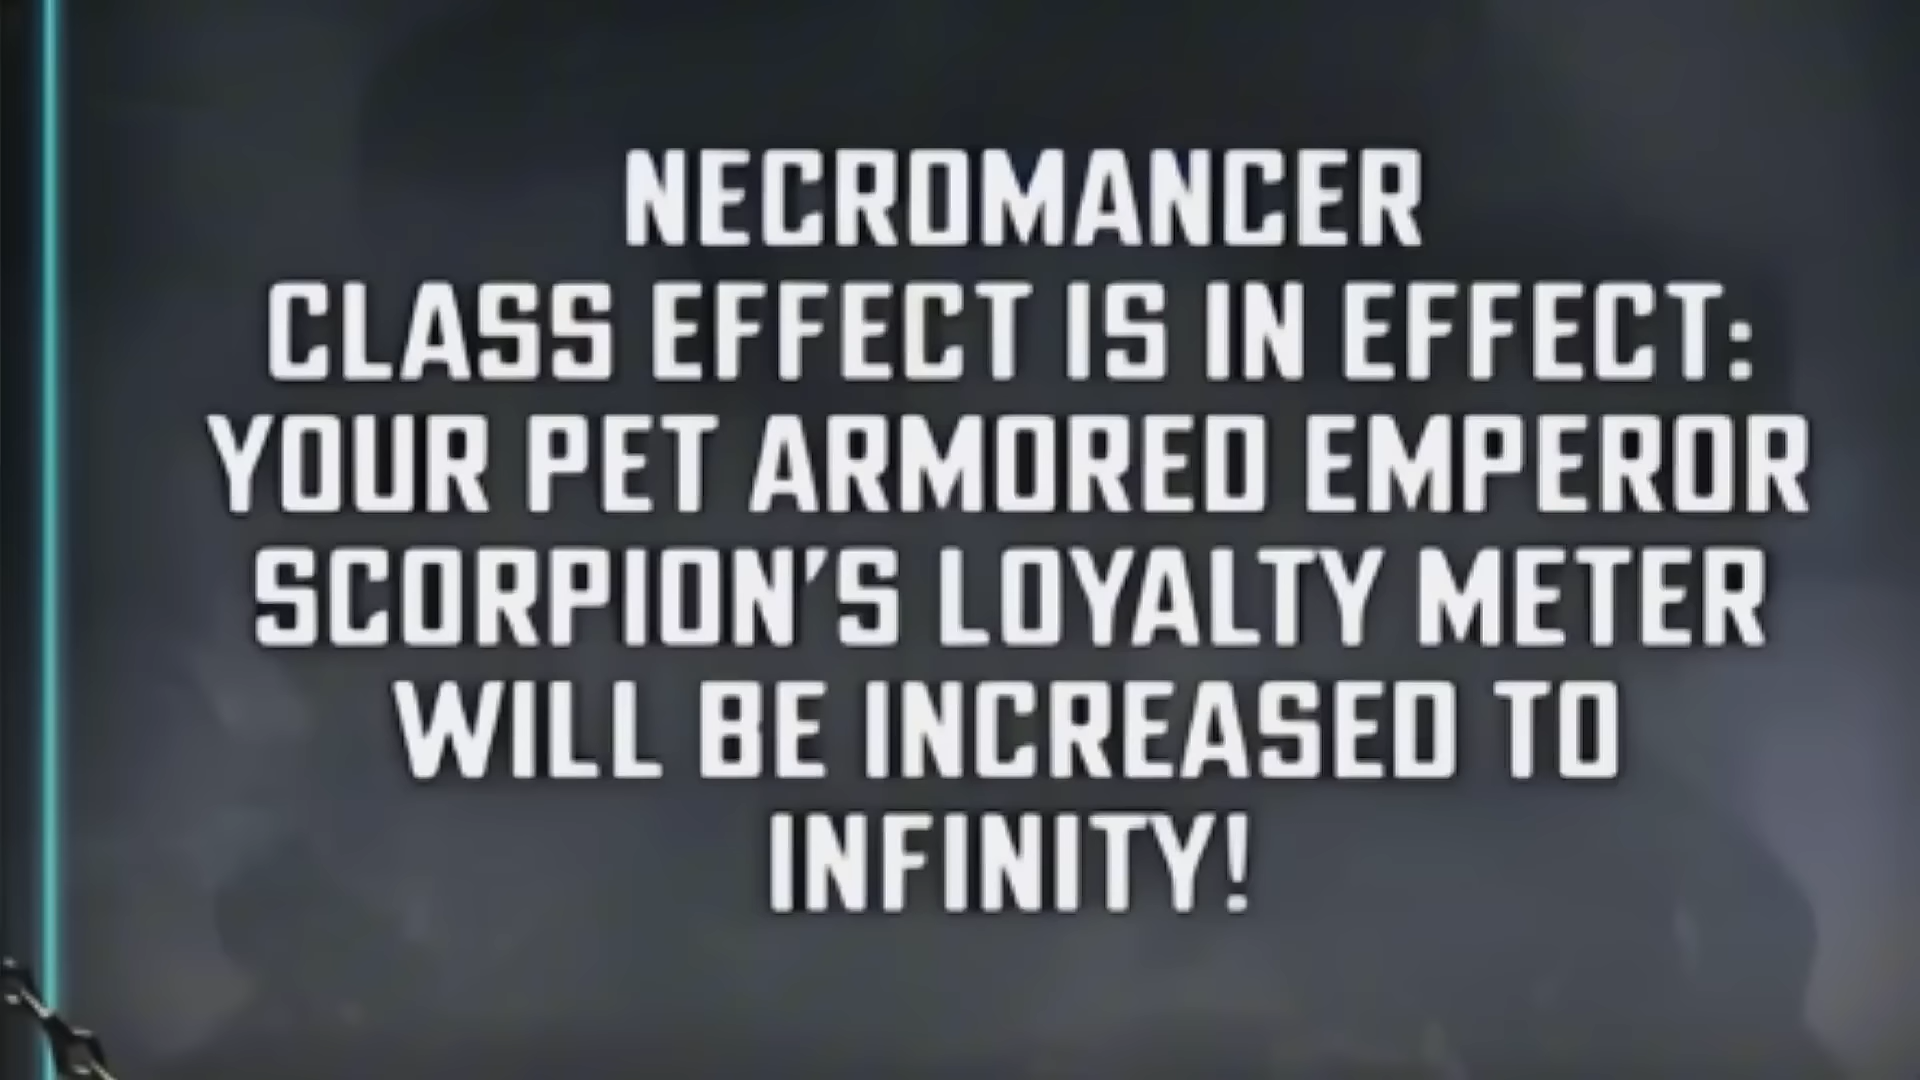 NECROMANCER
CLASS EFFECT IS IN EFFECT:
YOUR PET ARMORED EMPEROR
SCORPION'S LOYALTY METER
WILL BE INCREASED TO
INFINITY!